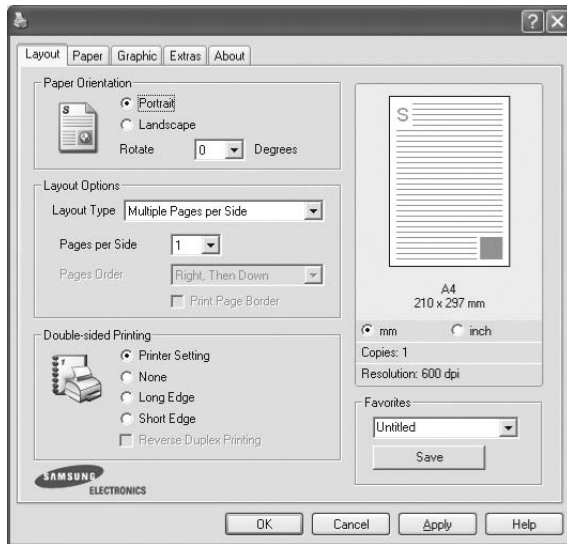 Layout Paper Graphic Extras About
Paper Orientation
S
Portrait
Landscape
Rotate 0 Degrees
Layout Options
Layout Type Multiple Pages per Side
Pages per Side 1
Pages Order Right, Then Down
Print Page Border
Double-sided Printing
Printer Setting
None
Long Edge
Short Edge
Reverse Duplex Printing
SAMSUNG
ELECTRONICS
S
A4
210 x 297 mm
mm inch
Copies: 1
Resolution: 600 dpi
Favorites
Untitled
Save
OK Cancel Apply Help